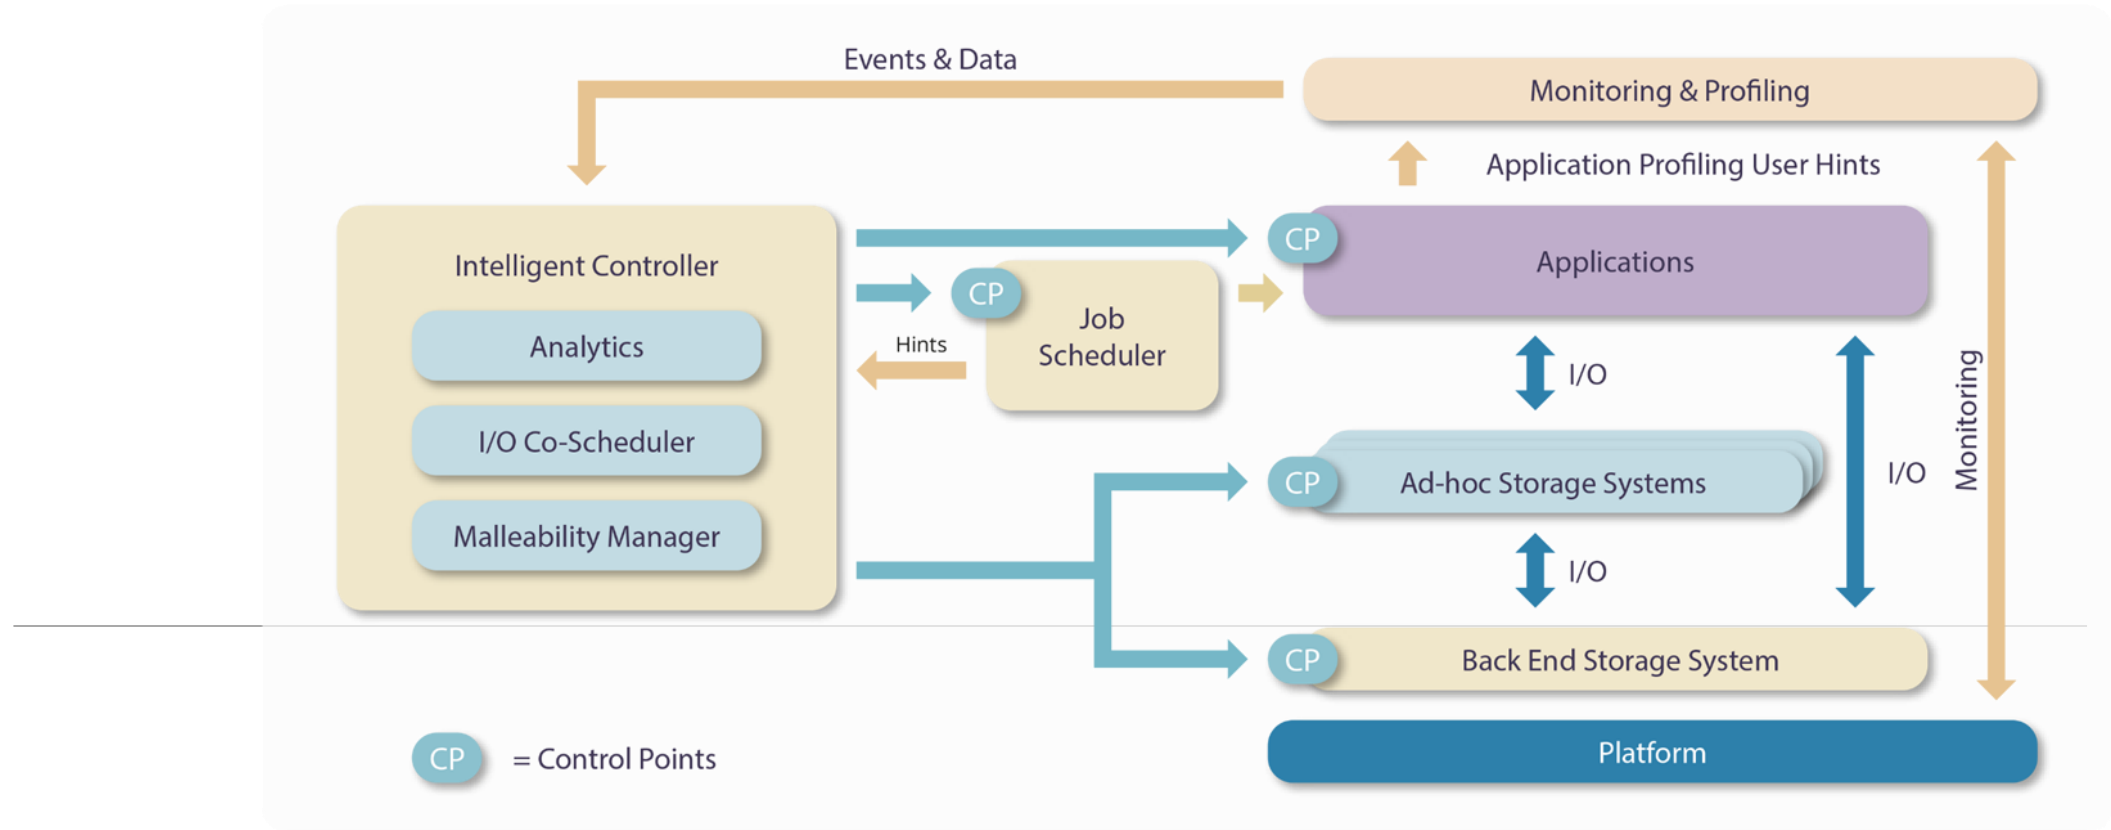 Events & Data
Monitoring & Profiling
Application Profiling User Hints
Intelligent Controller
Analytics
I/O Co-Scheduler
Malleability Manager
CP
Job
Scheduler
Hints
CP
Applications
I/O
I/O
Monitoring
CP
Ad-hoc Storage Systems
I/O
CP
Back End Storage System
Platform
CP
= Control Points